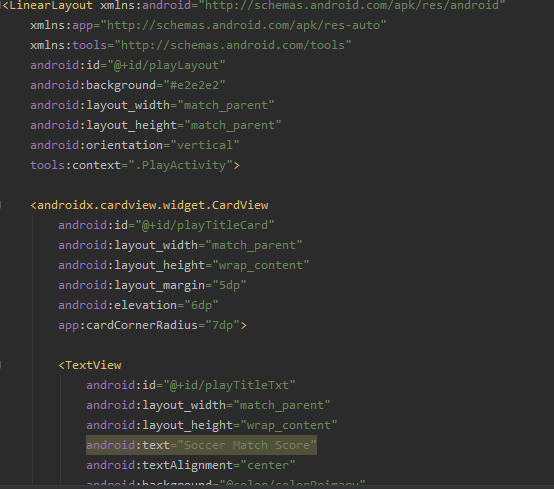 <LinearLayout xmlns:android="http://schemas.android.com/apk/res/android"
xmlns:app="http://schemas.android.com/apk/res-auto"
xmlns:tools="http://schemas.android.com/tools"
android:id="@+id/playLayout"
android:background="#e2e2e2"
android:layout_width="match_parent"
android:layout_height="match_parent"
android:orientation="vertical"
tools:context=".PlayActivity">
<androidx.cardview.widget.CardView
android:id="@+id/playTitleCard"
android:layout_width="match_parent"
android:layout_height="wrap_content"
android:layout_margin="5dp"
android:elevation="6dp"
app:cardCornerRadius="7dp">
<TextView
android:id="@+id/playTitleTxt"
android:layout_width="match_parent"
android:layout_height="wrap_content"
android:text="Soccer Match Score"
android:textAlignment="center"
android:background="@color/colorPrimary"